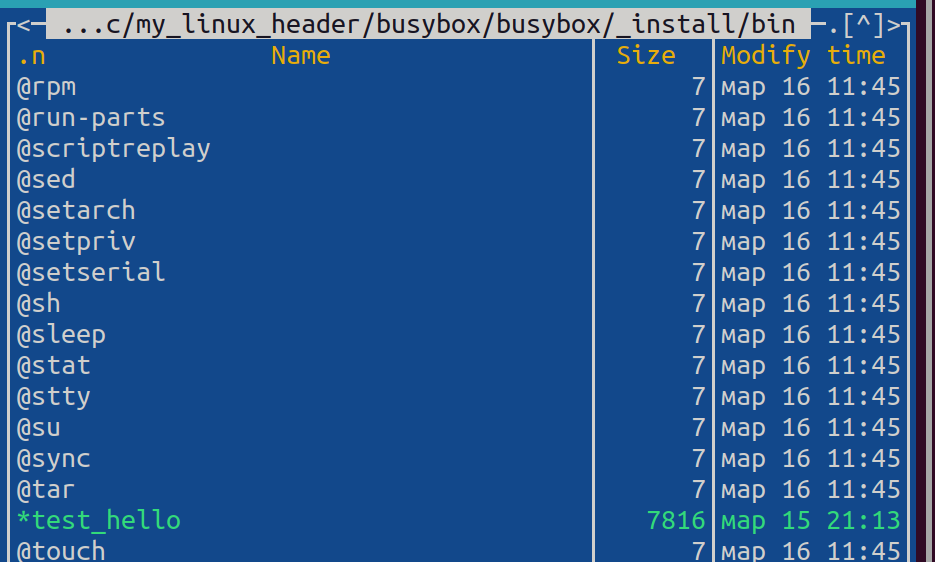 <─ ...c/my_linux_header/busybox/busybox/_install/bin ─.[^]>
.n Name Size Modify time
@rpm 7 мар 16 11:45
@run-parts 7 мар 16 11:45
@scriptreplay 7 мар 16 11:45
@sed 7 мар 16 11:45
@setarch 7 мар 16 11:45
@setpriv 7 мар 16 11:45
@setserial 7 мар 16 11:45
@sh 7 мар 16 11:45
@sleep 7 мар 16 11:45
@stat 7 мар 16 11:45
@stty 7 мар 16 11:45
@su 7 мар 16 11:45
@sync 7 мар 16 11:45
@tar 7 мар 16 11:45
*test_hello 7816 мар 15 21:13
@touch 7 мар 16 11:45